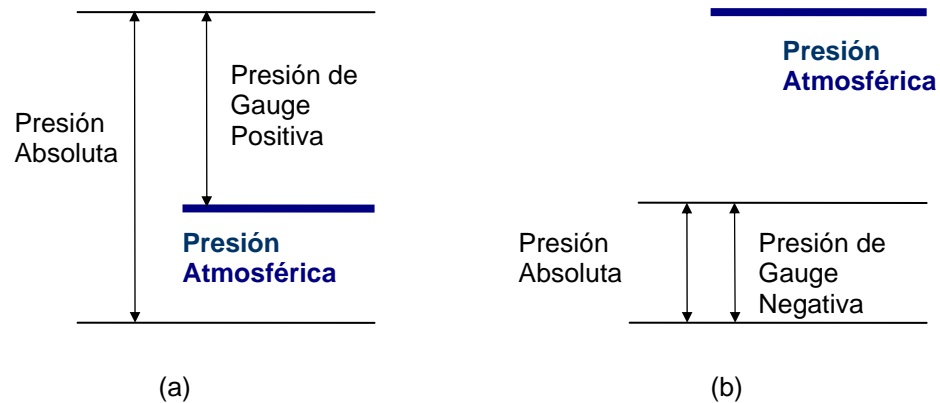 Presión
Absoluta
Presión de
Gauge
Positiva
Presión
Atmosférica
(a)
Presión
Atmosférica
Presión
Absoluta
Presión de
Gauge
Negativa
(b)